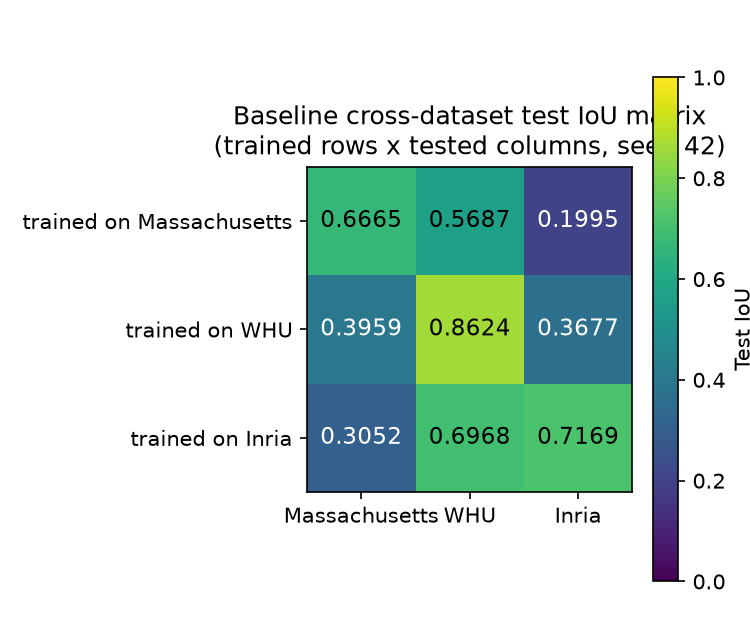 Baseline cross-dataset test IoU matrix
(trained rows x tested columns, seed 42)
1.0
0.8
0.6
0.4
0.2
0.0
Test IoU
trained on Massachusetts 0.6665 0.5687 0.1995
trained on WHU 0.3959 0.8624 0.3677
trained on Inria 0.3052 0.6968 0.7169
Massachusetts WHU Inria